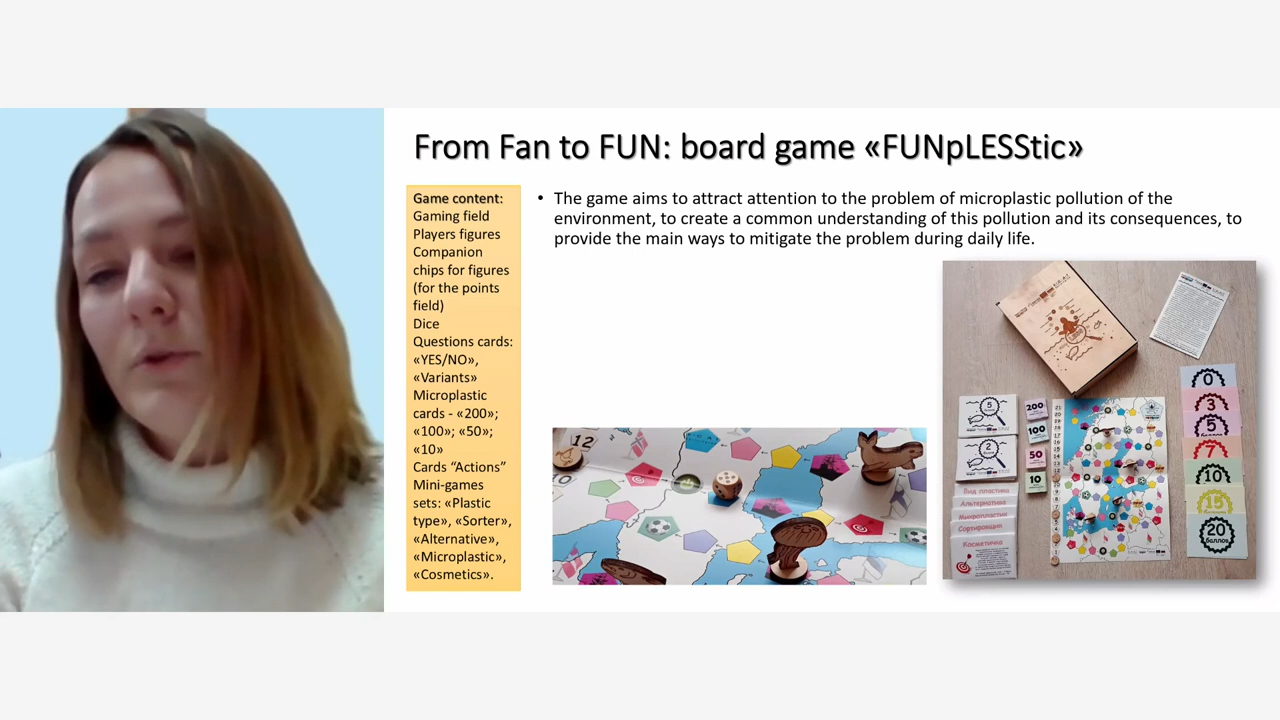 From Fan to FUN: board game «FUNpLESStic»
Game content:
Gaming field
Players figures
Companion
chips for figures
(for the points
field)
Dice
Questions cards:
«YES/NO»,
«Variants»
Microplastic
cards - «200»;
«100»; «50»;
«10»
Cards “Actions”
Mini-games
sets: «Plastic
type», «Sorter»,
«Alternative»,
«Microplastic»,
«Cosmetics».
• The game aims to attract attention to the problem of microplastic pollution of the
environment, to create a common understanding of this pollution and its consequences, to
provide the main ways to mitigate the problem during daily life.
12
5
2
200
100
50
10
Вид пластика
Альтернатива
Микропластик
Сортировщик
Косметичка
0
3
5
7
10
15
20
баллов